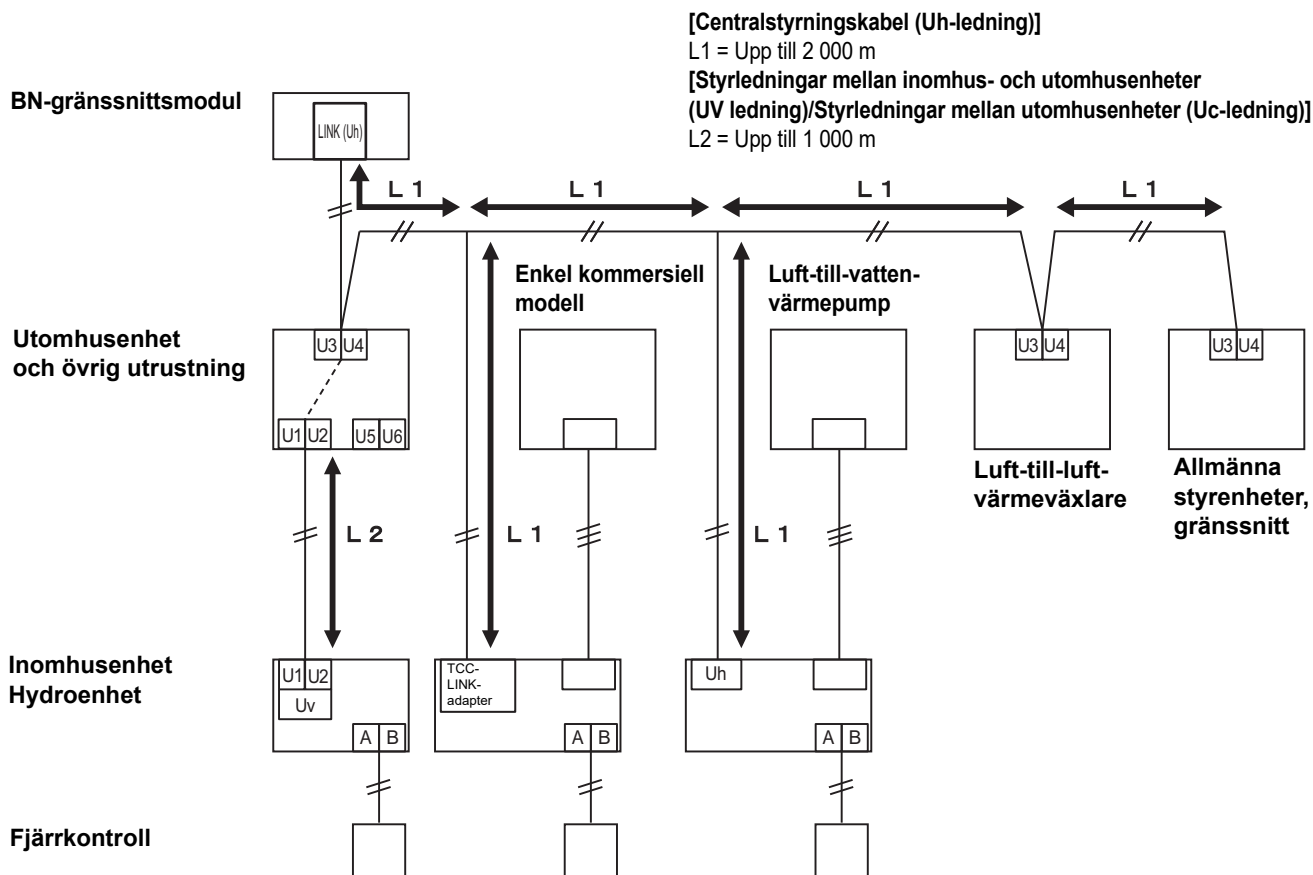 [Centralstyrningskabel (Uh-ledning)]
L1 = Upp till 2 000 m
[Styrledningar mellan inomhus- och utomhusenheter
(UV ledning)/Styrledningar mellan utomhusenheter (Uc-ledning)]
L2 = Upp till 1 000 m
BN-gränssnittsmodul
LINK (Uh)
L 1
L 1
L 1
L 1
Enkel kommersiell
modell
Luft-till-vatten-
värmepump
Utomhusenhet
och övrig utrustning
U3 U4
U1 U2
U5 U6
U3 U4
U3 U4
Luft-till-luft-
värmeväxlare
Allmänna
styrenheter,
gränssnitt
L 2
L 1
L 1
Inomhusenhet
Hydroenhet
U1 U2
Uv
A B
TCC-
LINK-
adapter
A B
Uh
A B
Fjärrkontroll